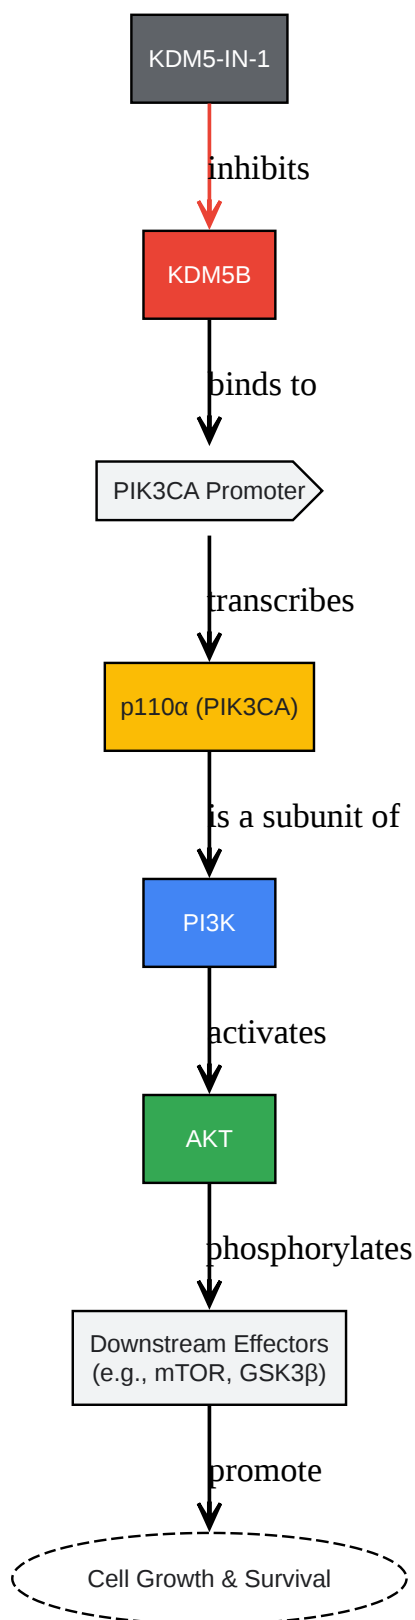 KDM5-IN-1
inhibits
KDM5B
binds to
PIK3CA Promoter
transcribes
p110α (PIK3CA)
is a subunit of
PI3K
activates
AKT
phosphorylates
Downstream Effectors
(e.g., mTOR, GSK3β)
promote
Cell Growth & Survival